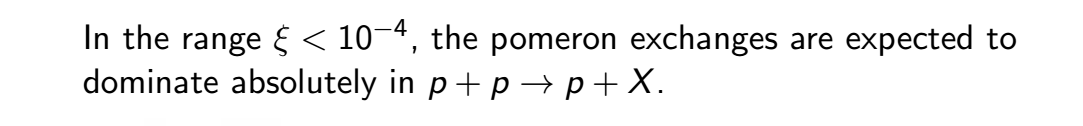 In the range ξ < 10⁻⁴, the pomeron exchanges are expected to
dominate absolutely in p + p → p + X.